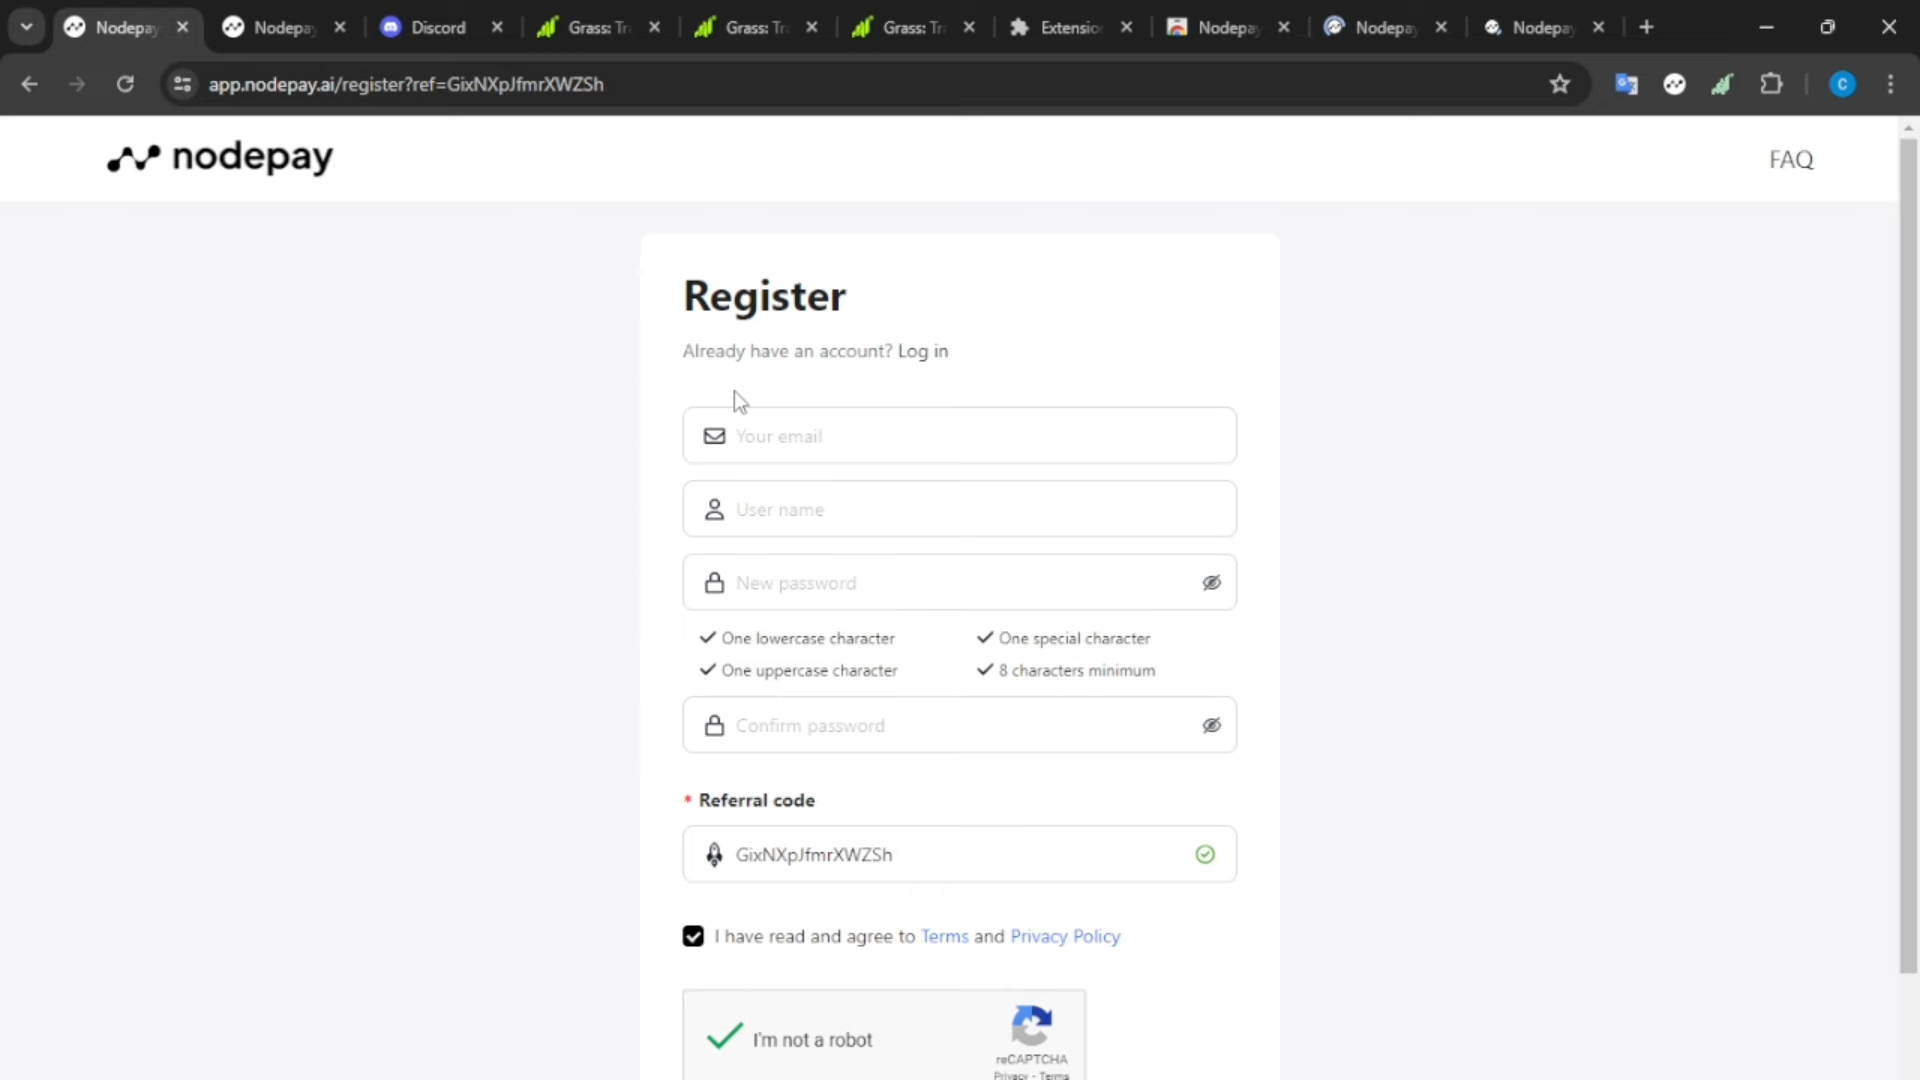 Nodepay Nodepay Discord Grass: Tr Grass: Tr Grass: Tr Extensio Nodepay Nodepay Nodepay
app.nodepay.ai/register?ref=GixNXpJfmrXWZSh C
nodepay FAQ
Register
Already have an account? Log in
Your email
User name
New password
One lowercase character One special character
One uppercase character 8 characters minimum
Confirm password
* Referral code
GixNXpJfmrXWZSh
I have read and agree to Terms and Privacy Policy
I'm not a robot
reCAPTCHA
Privacy - Terms